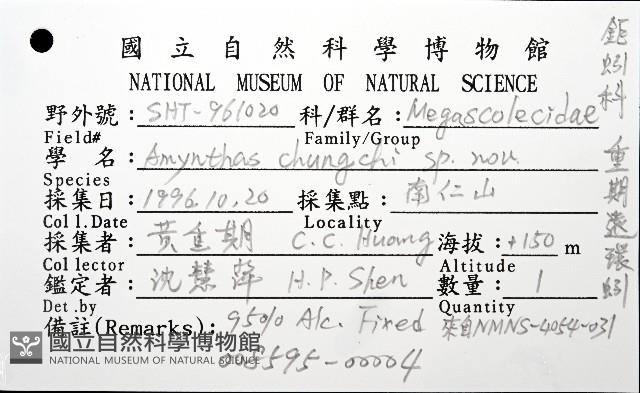 國立自然科學博物館
NATIONAL MUSEUM OF NATURAL SCIENCE
野外號：SHT-961020 科/群名：Megascolecidae
Field# Family/Group
學 名：Amynthas chungchi sp. nov.
Species
採集日：1996.10.20 採集點：南仁山
Coll.Date Locality
採集者：黃重期 C.C. Huang 海拔：+150 m
Collector Altitude
鑑定者：沈慧萍 H.P. Shen 數量：1
Det.by Quantity
備註(Remarks)：95% Alc. Fixed 來自NMNS-4054-031
595-00004
國立自然科學博物館
NATIONAL MUSEUM OF NATURAL SCIENCE
鉅蚓科 重期遠環蚓